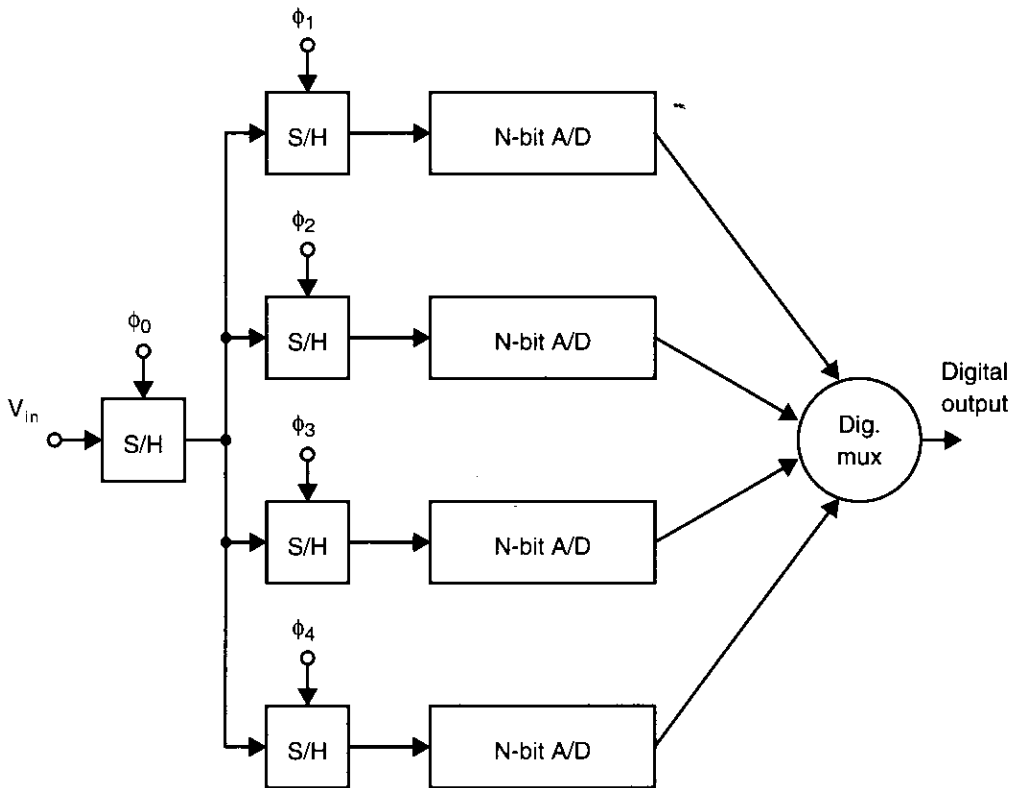 ϕ1
S/H
N-bit A/D
ϕ2
S/H
N-bit A/D
ϕ0
Vin
S/H
ϕ3
S/H
N-bit A/D
ϕ4
S/H
N-bit A/D
Dig.
mux
Digital
output